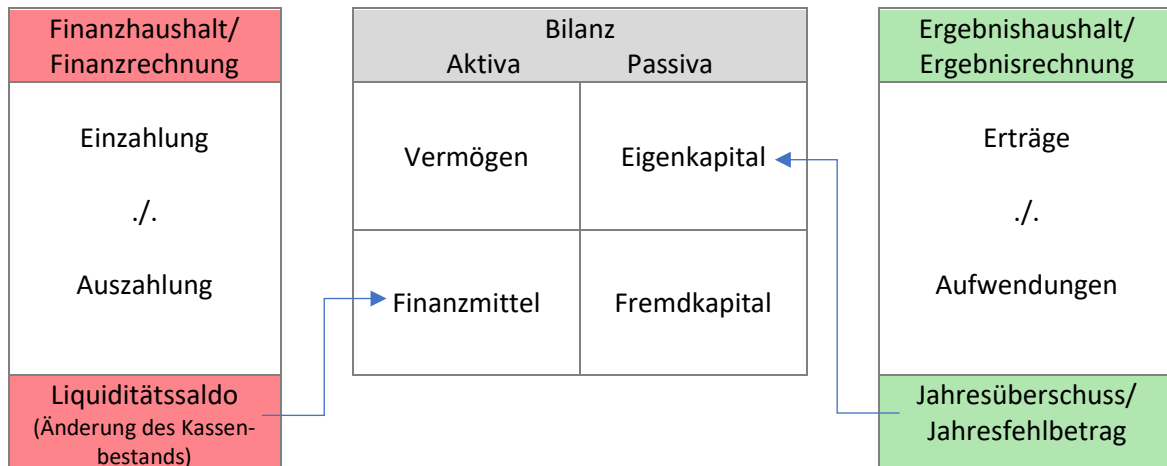 Finanzhaushalt/
Finanzrechnung
Einzahlung
./.
Auszahlung
Liquiditätssaldo
(Änderung des Kassen-
bestands)
Bilanz
Aktiva Passiva
Vermögen Eigenkapital
Finanzmittel Fremdkapital
Ergebnishaushalt/
Ergebnisrechnung
Erträge
./.
Aufwendungen
Jahresüberschuss/
Jahresfehlbetrag